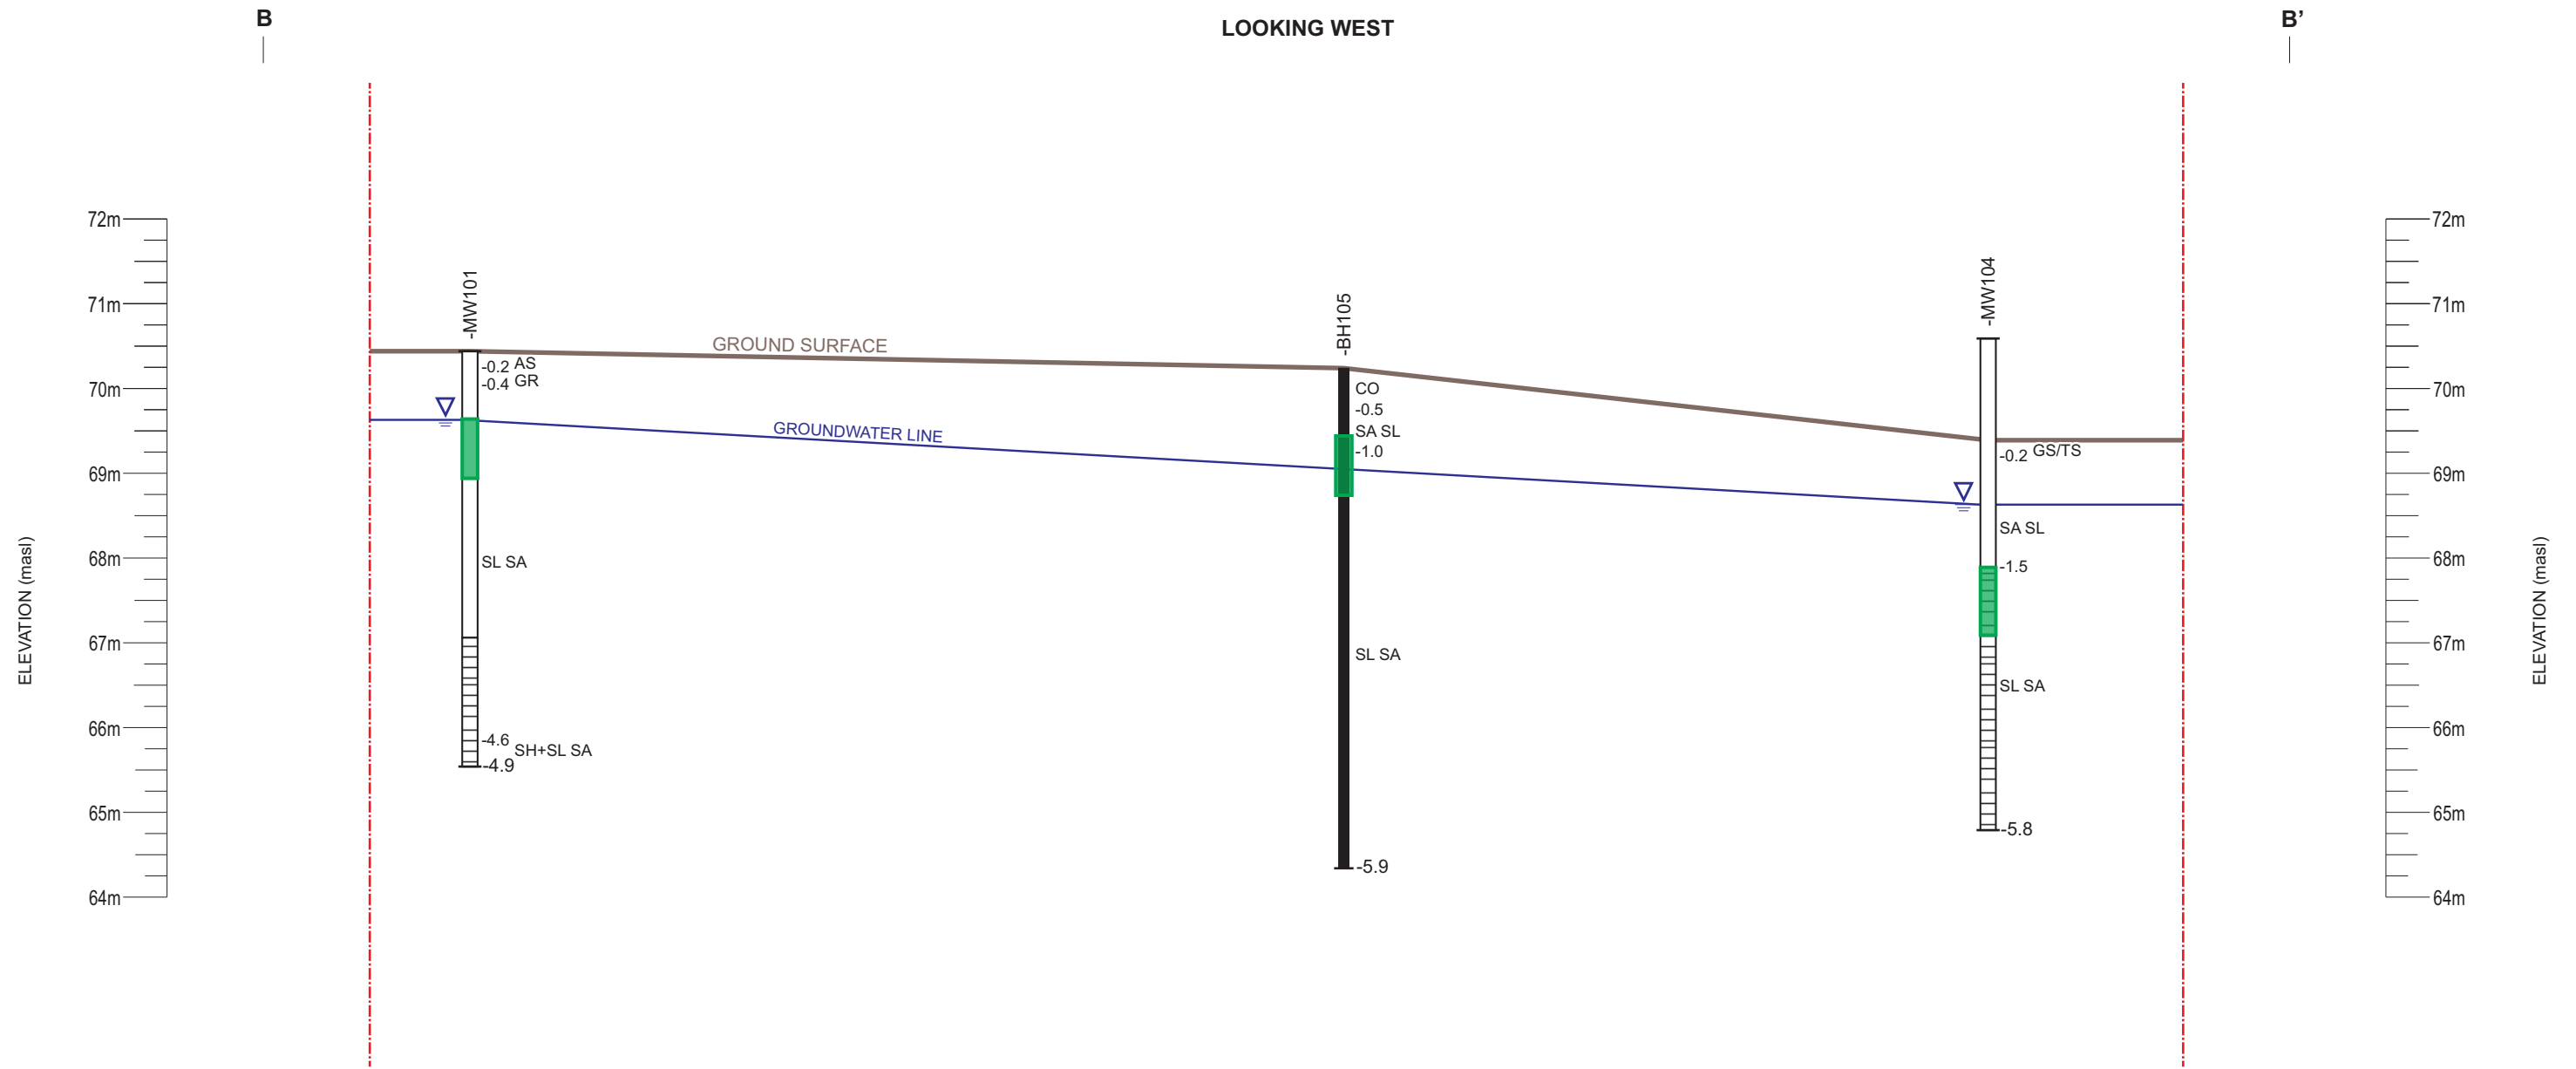 B
LOOKING WEST
B’
72m
71m
70m
69m
68m
67m
66m
65m
64m
ELEVATION (masl)
-MW101
-0.2 AS
-0.4 GR
SL SA
-4.6 SH+SL SA
-4.9
GROUND SURFACE
GROUNDWATER LINE
-BH105
CO
-0.5
SA SL
-1.0
SL SA
-5.9
-MW104
-0.2 GS/TS
SA SL
-1.5
SL SA
-5.8
72m
71m
70m
69m
68m
67m
66m
65m
64m
ELEVATION (masl)